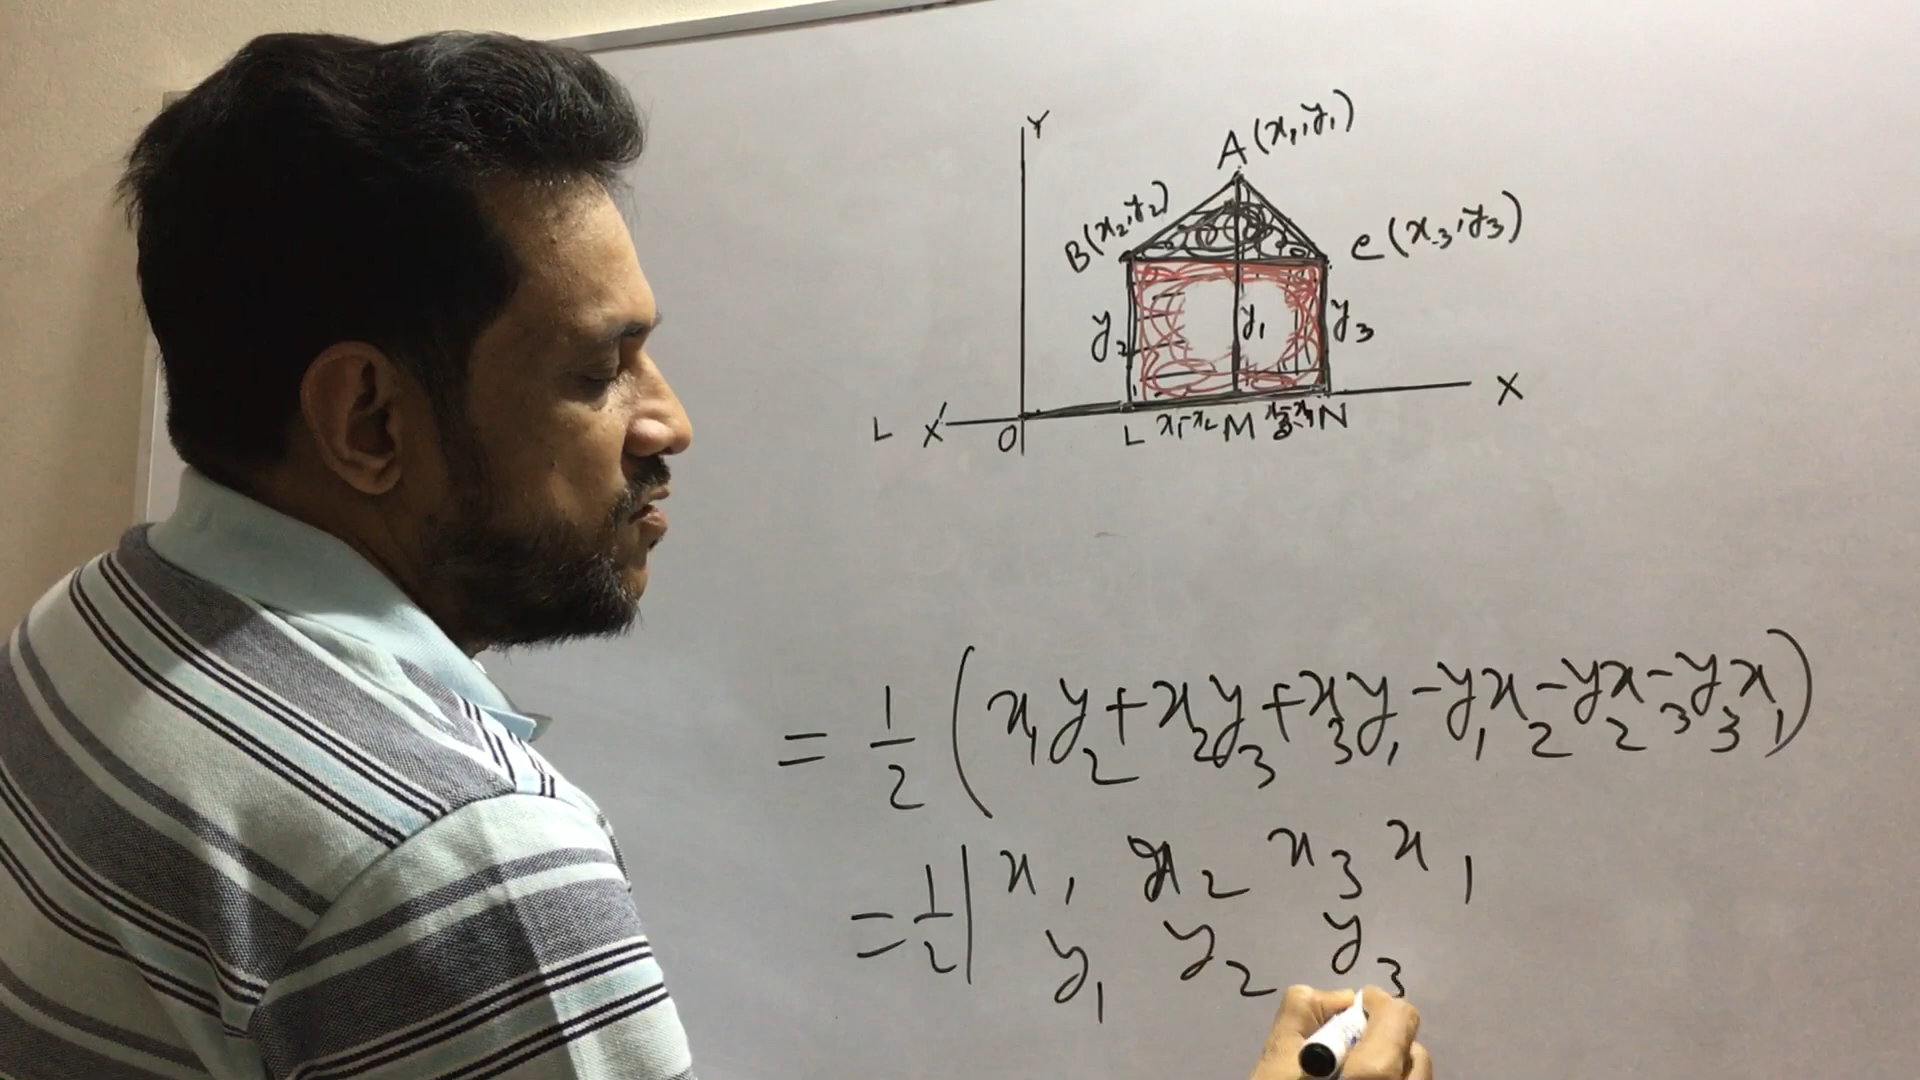 Y
A (x₁, y₁)
B (x₂, y₂)
C (x₃, y₃)
y₂ y₁ y₃
L X' O L x₁-x₂ M N X
= 1/2 (x₁y₂ + x₂y₃ + x₃y₁ - y₁x₂ - y₂x₃ - y₃x₁)
= 1/2 | x₁ x₂ x₃ x₁
y₁ y₂ y₃